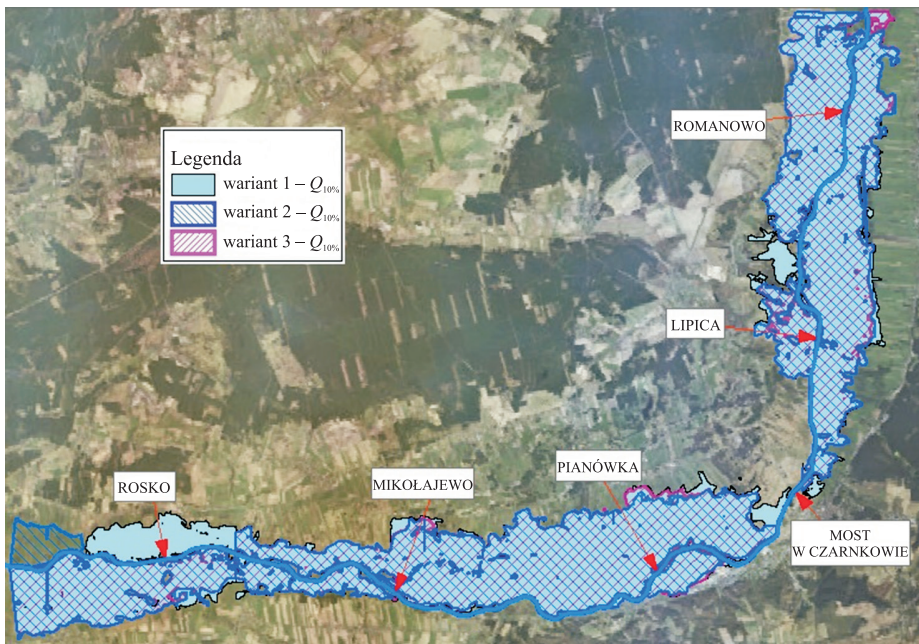 ROMANOWO
Legenda
wariant 1 – Q10%
wariant 2 – Q10%
wariant 3 – Q10%
LIPICA
PIANÓWKA
MIKOŁAJEWO
ROSKO
MOST
W CZARNKOWIE